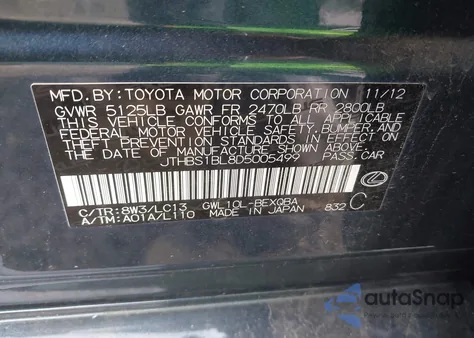 MFD. BY: TOYOTA MOTOR CORPORATION 11/12
GVWR 5125LB GAWR FR 2470LB RR 2800LB
THIS VEHICLE CONFORMS TO ALL APPLICABLE
FEDERAL MOTOR VEHICLE SAFETY, BUMPER, AND
THEFT PREVENTION STANDARDS IN EFFECT ON
THE DATE OF MANUFACTURE SHOWN ABOVE.
JTHBS1BL8D5005499 PASS. CAR
C/TR: 8W3/LC13 GWL10L-BEXQBA
A/TM: A01A/L110 MADE IN JAPAN 832 C
autoSnap